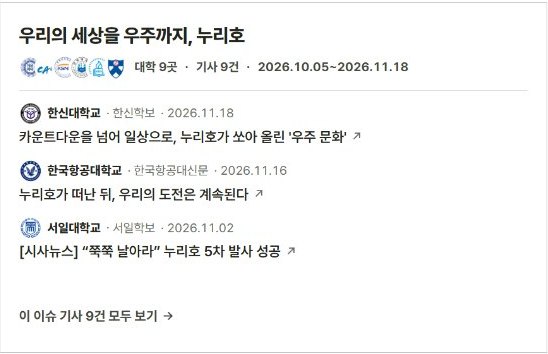 우리의 세상을 우주까지, 누리호
대학 9곳 · 기사 9건 · 2026.10.05~2026.11.18
한신대학교 · 한신학보 · 2026.11.18
카운트다운을 넘어 일상으로, 누리호가 쏘아 올린 '우주 문화' ↗
한국항공대학교 · 한국항공대신문 · 2026.11.16
누리호가 떠난 뒤, 우리의 도전은 계속된다 ↗
서일대학교 · 서일학보 · 2026.11.02
[시사뉴스] “쭉쭉 날아라” 누리호 5차 발사 성공 ↗
이 이슈 기사 9건 모두 보기 →